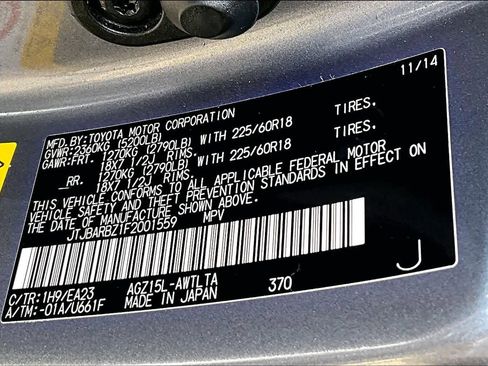 11/14
MFD.BY:TOYOTA MOTOR CORPORATION
GVWR:2360KG (5200LB)
GAWR:FRT. 1270KG (2790LB) WITH 225/60R18 TIRES.
18X7 1/2J RIMS.
RR. 1270KG (2790LB) WITH 225/60R18 TIRES.
18X7 1/2J RIMS.
THIS VEHICLE CONFORMS TO ALL APPLICABLE FEDERAL MOTOR
VEHICLE SAFETY AND THEFT PREVENTION STANDARDS IN EFFECT ON
THE DATE OF MANUFACTURE SHOWN ABOVE.
JTJBARBZ1F2001559 MPV
C/TR:1H9/EA23 AGZ15L-AWTLTA 370
A/TM:-01A/U661F MADE IN JAPAN
J